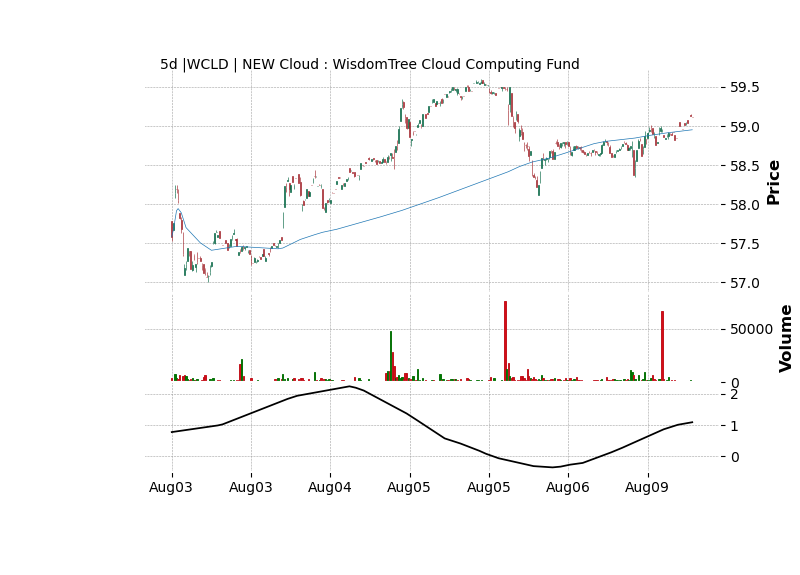 5d |WCLD | NEW Cloud : WisdomTree Cloud Computing Fund
59.5
59.0
58.5
58.0
57.5
57.0
Price
50000
0
Volume
2
1
0
Aug03 Aug03 Aug04 Aug05 Aug05 Aug06 Aug09